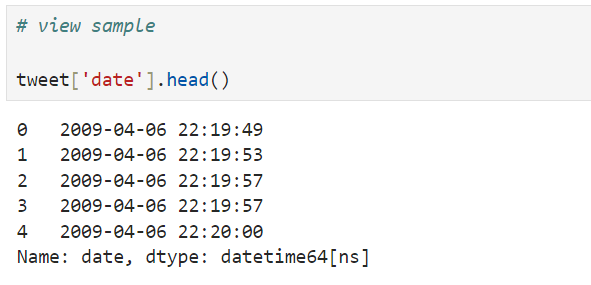 # view sample
tweet['date'].head()
0   2009-04-06 22:19:49
1   2009-04-06 22:19:53
2   2009-04-06 22:19:57
3   2009-04-06 22:19:57
4   2009-04-06 22:20:00
Name: date, dtype: datetime64[ns]